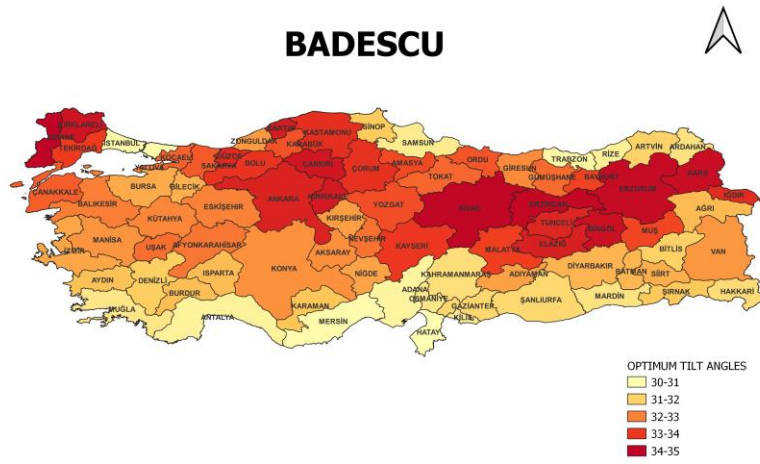 BADESCU
KIRKLARELİ
EDİRNE
TEKİRDAĞ
İSTANBUL
KOCAELİ
YALOVA
SAKARYA
DÜZCE
BOLU
ZONGULDAK
BARTIN
KARABÜK
KASTAMONU
SİNOP
SAMSUN
ÇANKIRI
ÇORUM
AMASYA
TOKAT
ORDU
GİRESUN
TRABZON
RİZE
ARTVİN
ARDAHAN
GÜMÜŞHANE
BAYBURT
KARS
ERZURUM
IĞDIR
AĞRI
ÇANAKKALE
BALIKESİR
BURSA
BİLECİK
ESKİŞEHİR
KÜTAHYA
ANKARA
KIRIKKALE
KIRŞEHİR
YOZGAT
SİVAS
ERZİNCAN
TUNCELİ
BİNGÖL
MUŞ
BİTLİS
VAN
İZMİR
MANİSA
UŞAK
AFYONKARAHİSAR
KONYA
AKSARAY
NEVŞEHİR
KAYSERİ
MALATYA
ELAZIĞ
DİYARBAKIR
BATMAN
SİİRT
HAKKARİ
ŞIRNAK
AYDIN
DENİZLİ
ISPARTA
BURDUR
NİĞDE
KAHRAMANMARAŞ
ADIYAMAN
MUĞLA
ANTALYA
KARAMAN
MERSİN
ADANA
OSMANİYE
GAZİANTEP
KİLİS
HATAY
ŞANLIURFA
MARDİN
OPTIMUM TILT ANGLES
30-31
31-32
32-33
33-34
34-35